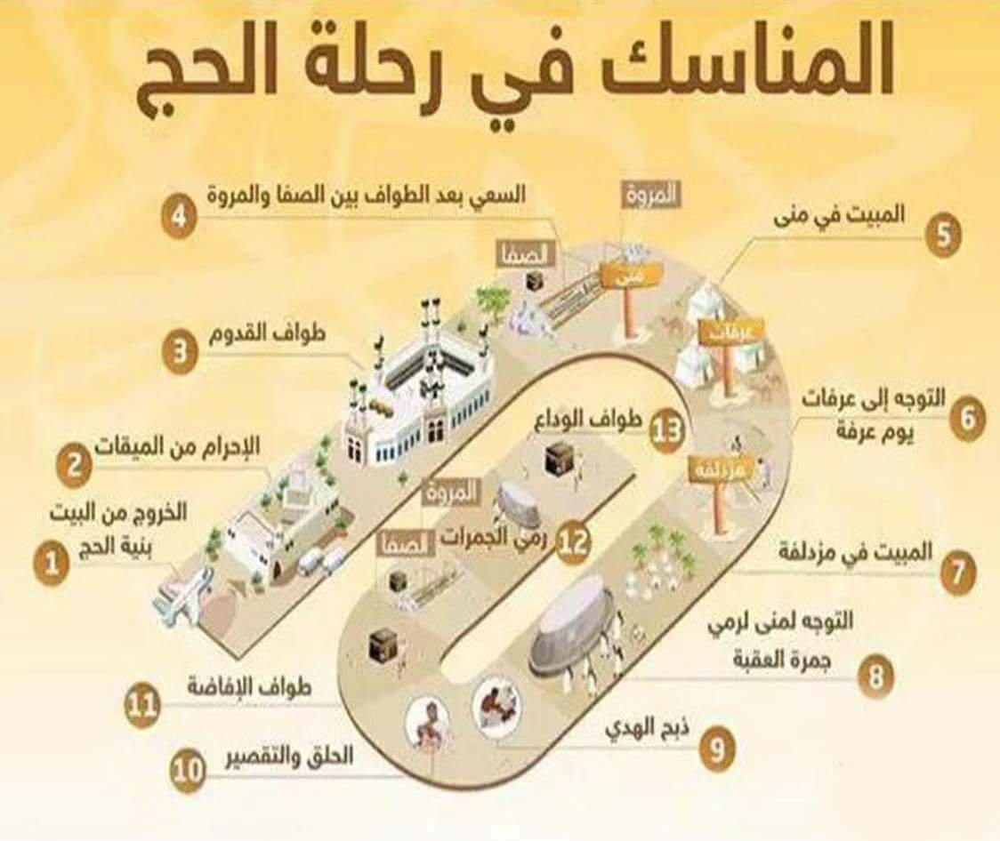 المناسك في رحلة الحج
1
الخروج من البيت
بنية الحج
2
الإحرام من الميقات
3
طواف القدوم
4
السعي بعد الطواف بين الصفا والمروة
الصفا
المروة
منى
5
المبيت في منى
عرفات
6
التوجه إلى عرفات
يوم عرفة
مزدلفة
7
المبيت في مزدلفة
8
التوجه لمنى لرمي
جمرة العقبة
9
ذبح الهدي
10
الحلق والتقصير
11
طواف الإفاضة
الصفا
المروة
12
رمي الجمرات
13
طواف الوداع